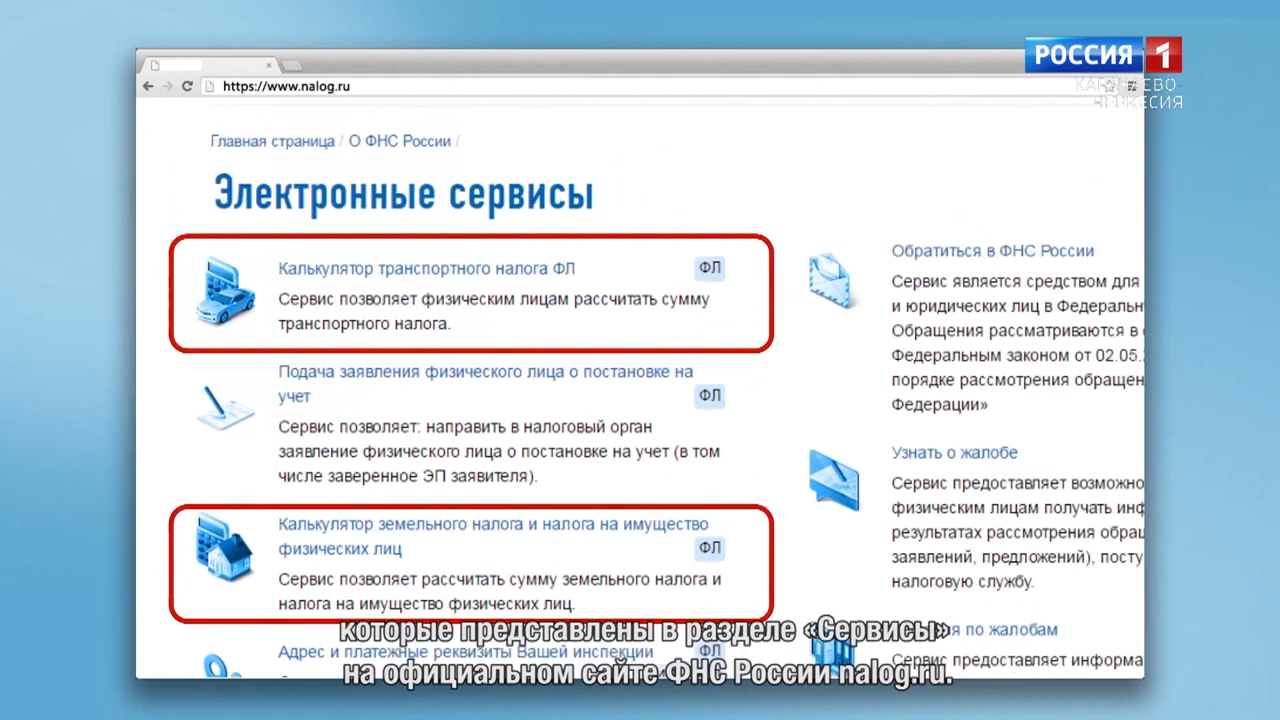 РОССИЯ 1
КАРАЧАЕВО-
ЧЕРКЕСИЯ
https://www.nalog.ru
Главная страница / О ФНС России /
Электронные сервисы
Калькулятор транспортного налога ФЛ
ФЛ
Сервис позволяет физическим лицам рассчитать сумму
транспортного налога.
Подача заявления физического лица о постановке на
учет
ФЛ
Сервис позволяет: направить в налоговый орган
заявление физического лица о постановке на учет (в том
числе заверенное ЭП заявителя).
Калькулятор земельного налога и налога на имущество
физических лиц
ФЛ
Сервис позволяет рассчитать сумму земельного налога и
налога на имущество физических лиц.
Адрес и платежные реквизиты Вашей инспекции
ФЛ
Обратиться в ФНС России
Сервис является средством для
и юридических лиц в Федеральн
Обращения рассматриваются в
Федеральным законом от 02.05.
порядке рассмотрения обращен
Федерации»
Узнать о жалобе
Сервис предоставляет возможно
физическим лицам получать инф
результатах рассмотрения обращ
заявлений, предложений), посту
налоговую службу.
по жалобам
Сервис предоставляет информа
которые представлены в разделе «Сервисы»
на официальном сайте ФНС России nalog.ru.